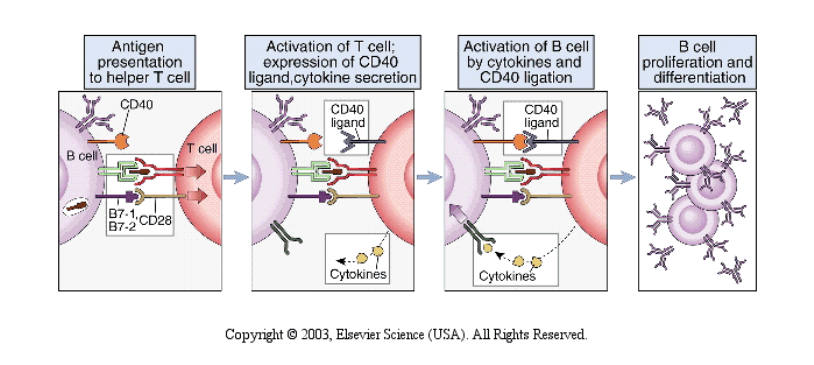 Antigen
presentation
to helper T cell
Activation of T cell;
expression of CD40
ligand,cytokine secretion
Activation of B cell
by cytokines and
CD40 ligation
B cell
proliferation and
differentiation
CD40
B cell
T cell
B7-1,
B7-2
CD28
CD40
ligand
Cytokines
CD40
ligand
Cytokines
Copyright © 2003, Elsevier Science (USA). All Rights Reserved.